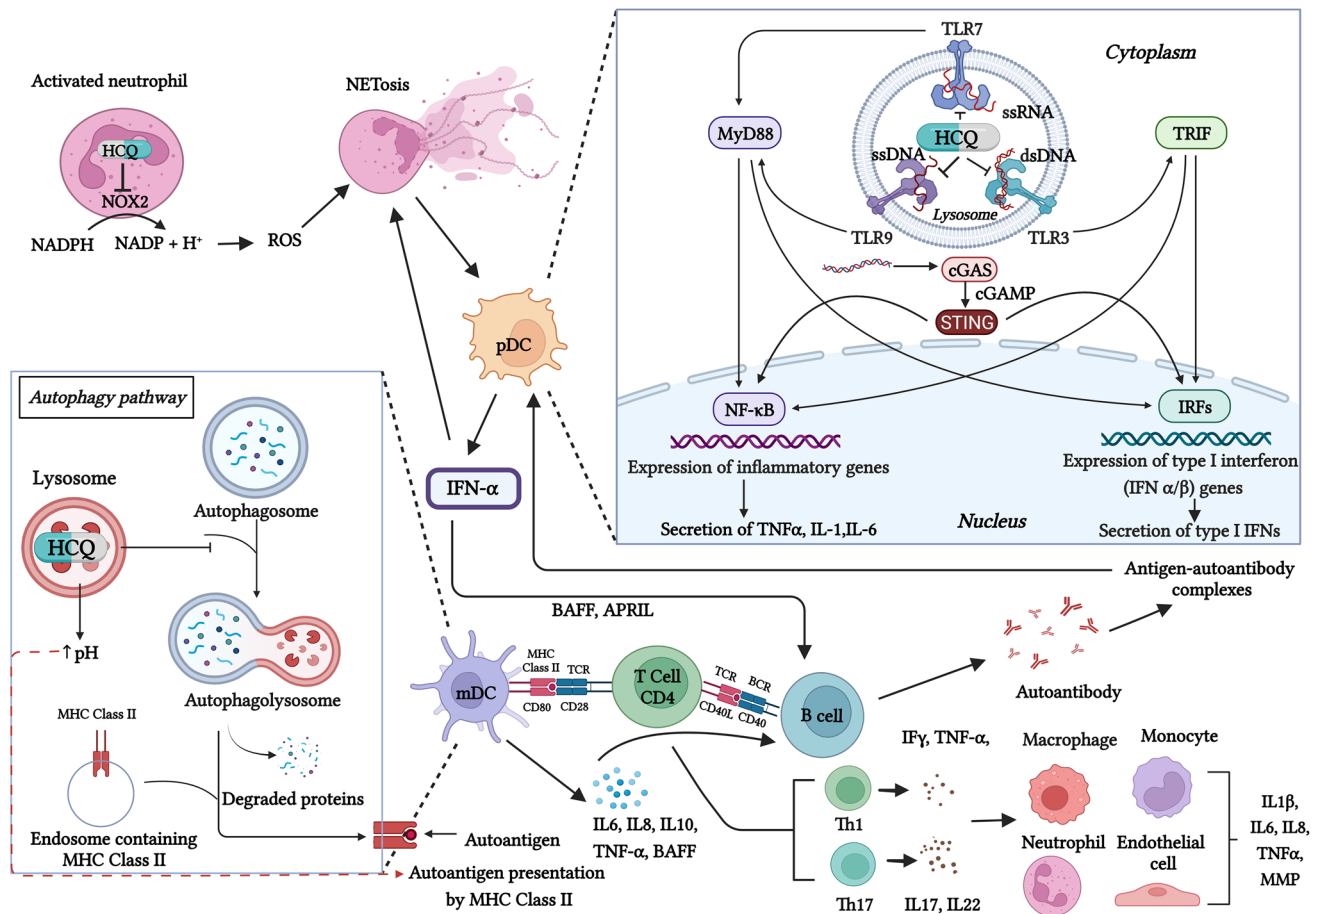 Activated neutrophil
HCQ
NOX2
NADPH
NADP + H⁺
ROS
NETosis
pDC
IFN-α
TLR7
Cytoplasm
MyD88
ssRNA
HCQ
TRIF
ssDNA
dsDNA
Lysosome
TLR9
TLR3
cGAS
cGAMP
STING
NF-κB
IRFs
Expression of inflammatory genes
Secretion of TNFα, IL-1,IL-6
Expression of type I interferon
(IFN α/β) genes
Secretion of type I IFNs
Nucleus
Autophagy pathway
Lysosome
HCQ
Autophagosome
↑ pH
Autophagolysosome
MHC Class II
Degraded proteins
Endosome containing
MHC Class II
Autoantigen
Autoantigen presentation
by MHC Class II
BAFF, APRIL
Antigen-autoantibody
complexes
mDC
MHC
Class II
TCR
CD80
CD28
T Cell
CD4
TCR
BCR
CD40L
CD40
B cell
Autoantibody
IL6, IL8, IL10,
TNF-α, BAFF
Th1
Th17
IFγ, TNF-α,
IL17, IL22
Macrophage
Monocyte
Neutrophil
Endothelial
cell
IL1β,
IL6, IL8,
TNFα,
MMP